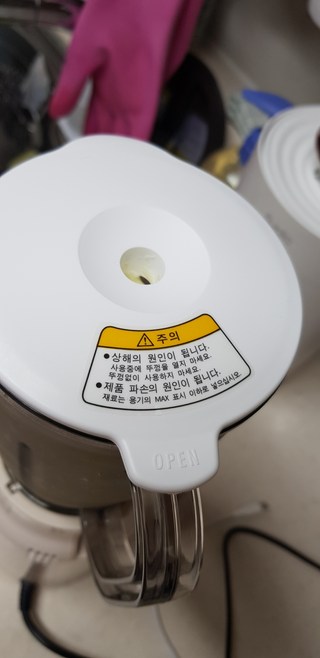 주의
●상해의 원인이 됩니다.
사용중에 뚜껑을 열지 마세요.
뚜껑없이 사용하지 마세요.
●제품 파손의 원인이 됩니다.
재료는 용기의 MAX 표시 이하로 넣으십시오.
OPEN